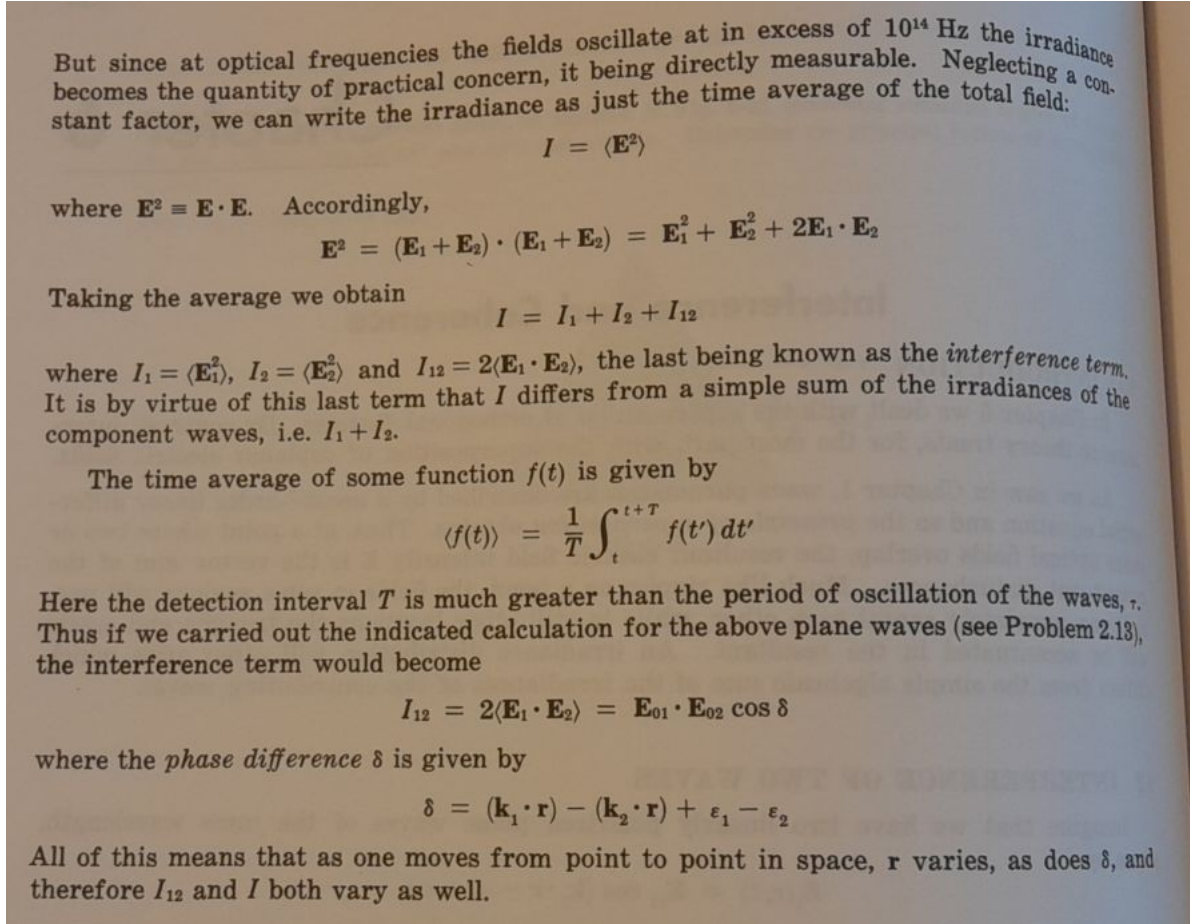 But since at optical frequencies the fields oscillate at in excess of 10¹⁴ Hz the irradiance
becomes the quantity of practical concern, it being directly measurable. Neglecting a con-
stant factor, we can write the irradiance as just the time average of the total field:
I = ⟨E²⟩
where E² ≡ E · E. Accordingly,
E² = (E₁ + E₂) · (E₁ + E₂) = E₁² + E₂² + 2E₁ · E₂
Taking the average we obtain
I = I₁ + I₂ + I₁₂
where I₁ = ⟨E₁²⟩, I₂ = ⟨E₂²⟩ and I₁₂ = 2⟨E₁ · E₂⟩, the last being known as the interference term.
It is by virtue of this last term that I differs from a simple sum of the irradiances of the
component waves, i.e. I₁ + I₂.
The time average of some function f(t) is given by
⟨f(t)⟩ = 1/T ∫ₜᵗ⁺ᵀ f(t′) dt′
Here the detection interval T is much greater than the period of oscillation of the waves, τ.
Thus if we carried out the indicated calculation for the above plane waves (see Problem 2.13),
the interference term would become
I₁₂ = 2⟨E₁ · E₂⟩ = E₀₁ · E₀₂ cos δ
where the phase difference δ is given by
δ = (k₁ · r) − (k₂ · r) + ε₁ − ε₂
All of this means that as one moves from point to point in space, r varies, as does δ, and
therefore I₁₂ and I both vary as well.